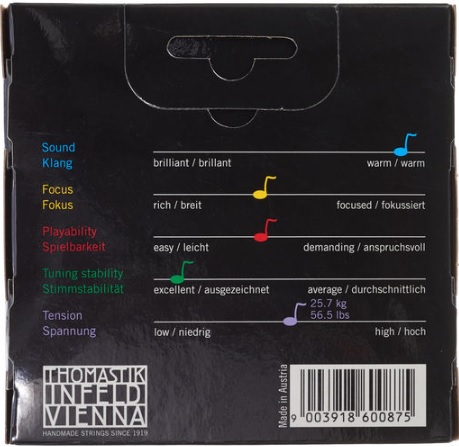 Sound
Klang
brilliant / brillant
warm / warm
Focus
Fokus
rich / breit
focused / fokussiert
Playability
Spielbarkeit
easy / leicht
demanding / anspruchsvoll
Tuning stability
Stimmstabilität
excellent / ausgezeichnet
average / durchschnittlich
Tension
Spannung
25.7 kg
56.5 lbs
low / niedrig
high / hoch
THOMASTIK
INFELD
VIENNA
HANDMADE STRINGS SINCE 1919
Made in Austria
9 003918 600875